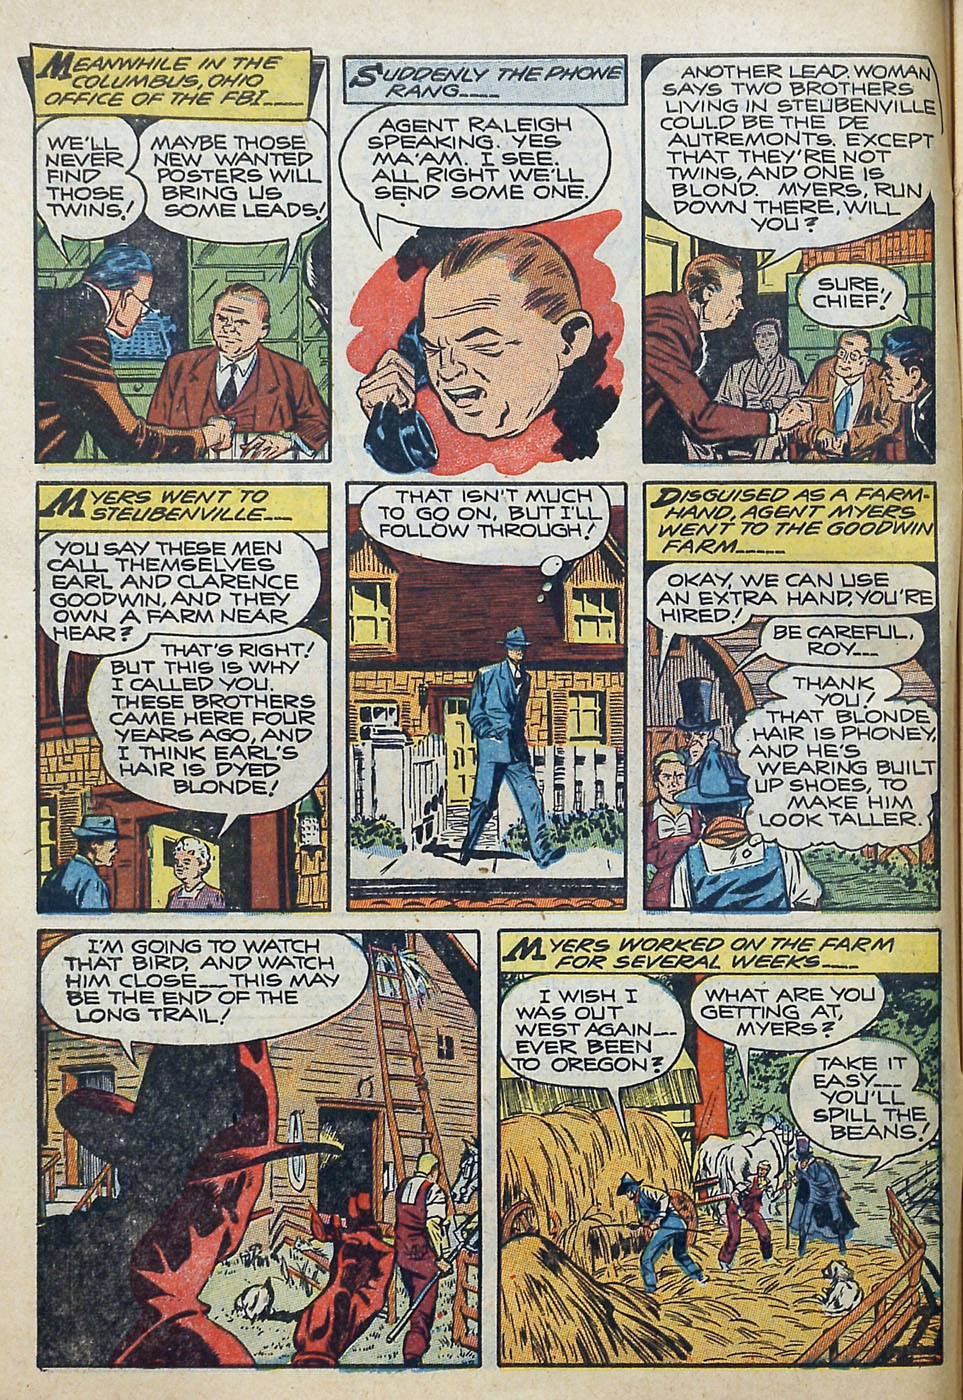 MEANWHILE IN THE
COLUMBUS, OHIO
OFFICE OF THE FBI___
WE'LL
NEVER
FIND
THOSE
TWINS!
MAYBE THOSE
NEW WANTED
POSTERS WILL
BRING US
SOME LEADS!
SUDDENLY THE PHONE
RANG___
AGENT RALEIGH
SPEAKING. YES
MA'AM. I SEE.
ALL RIGHT WE'LL
SEND SOME ONE.
ANOTHER LEAD. WOMAN
SAYS TWO BROTHERS
LIVING IN STEUBENVILLE
COULD BE THE DE
AUTREMONTS. EXCEPT
THAT THEY'RE NOT
TWINS, AND ONE IS
BLOND. MYERS, RUN
DOWN THERE, WILL
YOU?
SURE,
CHIEF!
MYERS WENT TO
STEUBENVILLE___
YOU SAY THESE MEN
CALL THEMSELVES
EARL AND CLARENCE
GOODWIN, AND THEY
OWN A FARM NEAR
HEAR?
THAT'S RIGHT!
BUT THIS IS WHY
I CALLED YOU.
THESE BROTHERS
CAME HERE FOUR
YEARS AGO, AND
I THINK EARL'S
HAIR IS DYED
BLONDE!
THAT ISN'T MUCH
TO GO ON, BUT I'LL
FOLLOW THROUGH!
DISGUISED AS A FARM-
HAND, AGENT MYERS
WENT TO THE GOODWIN
FARM____
OKAY, WE CAN USE
AN EXTRA HAND, YOU'RE
HIRED!
BE CAREFUL,
ROY__
THANK
YOU!
THAT BLONDE
HAIR IS PHONEY,
AND HE'S
WEARING BUILT
UP SHOES, TO
MAKE HIM
LOOK TALLER.
I'M GOING TO WATCH
THAT BIRD, AND WATCH
HIM CLOSE__ THIS MAY
BE THE END OF THE
LONG TRAIL!
MYERS WORKED ON THE FARM
FOR SEVERAL WEEKS___
I WISH I
WAS OUT
WEST AGAIN__
EVER BEEN
TO OREGON?
WHAT ARE YOU
GETTING AT,
MYERS?
TAKE IT
EASY__
YOU'LL
SPILL THE
BEANS!